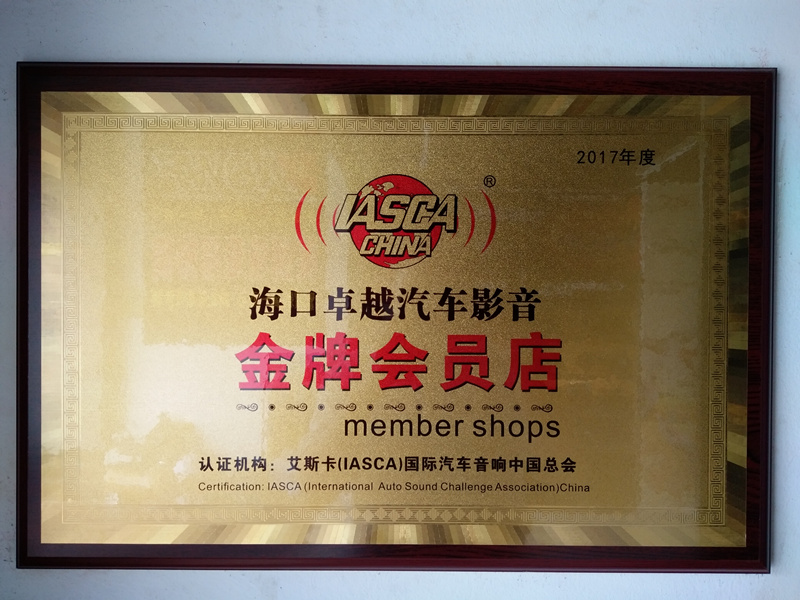 2017年度
®
IASCA
CHINA
海口卓越汽车影音
金牌会员店
member shops
认证机构：艾斯卡(IASCA)国际汽车音响中国总会
Certification: IASCA (International Auto Sound Challenge Association)China